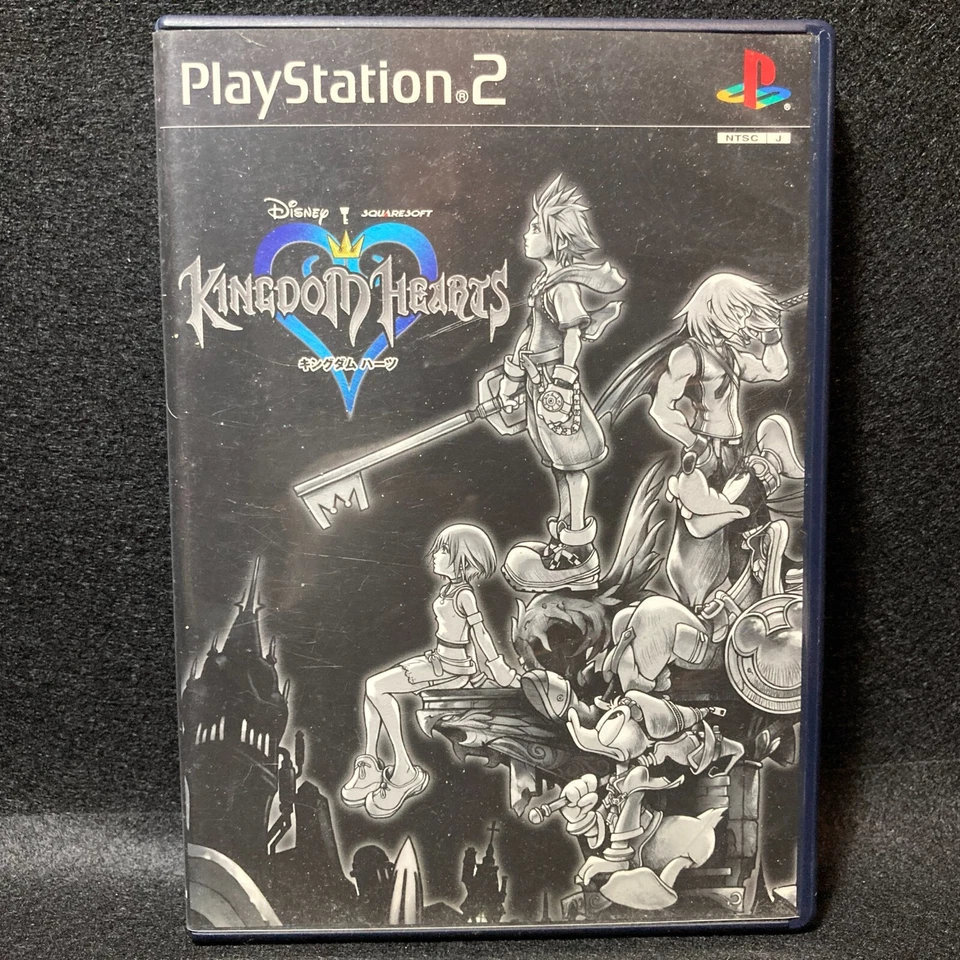 PlayStation®2
®
NTSC J
Disney SQUARESOFT
KINGDOM HEARTS
キングダム ハーツ